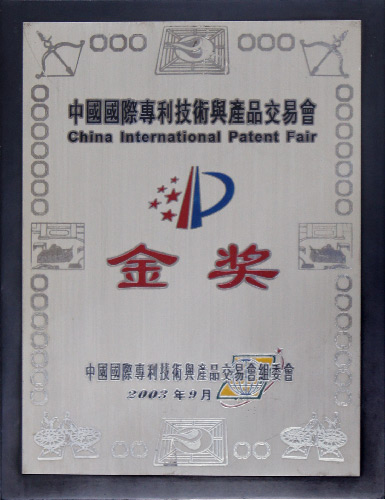 中國國際專利技術與產品交易會
China International Patent Fair
金奖
中國國際專利技術與產品交易會組委會
2003年9月